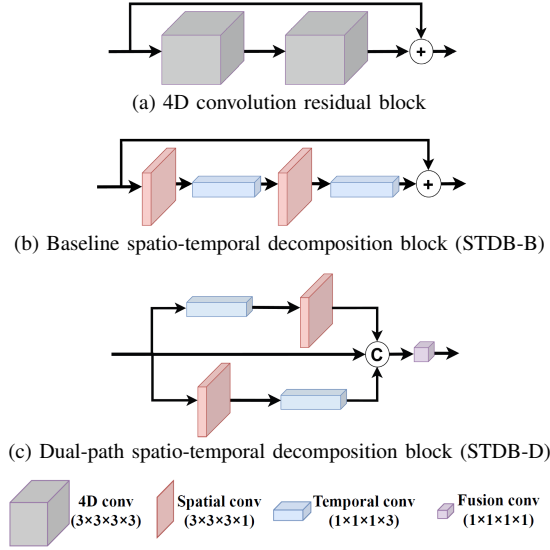 +
(a) 4D convolution residual block
+
(b) Baseline spatio-temporal decomposition block (STDB-B)
C
(c) Dual-path spatio-temporal decomposition block (STDB-D)
4D conv
(3×3×3×3)
Spatial conv
(3×3×3×1)
Temporal conv
(1×1×1×3)
Fusion conv
(1×1×1×1)